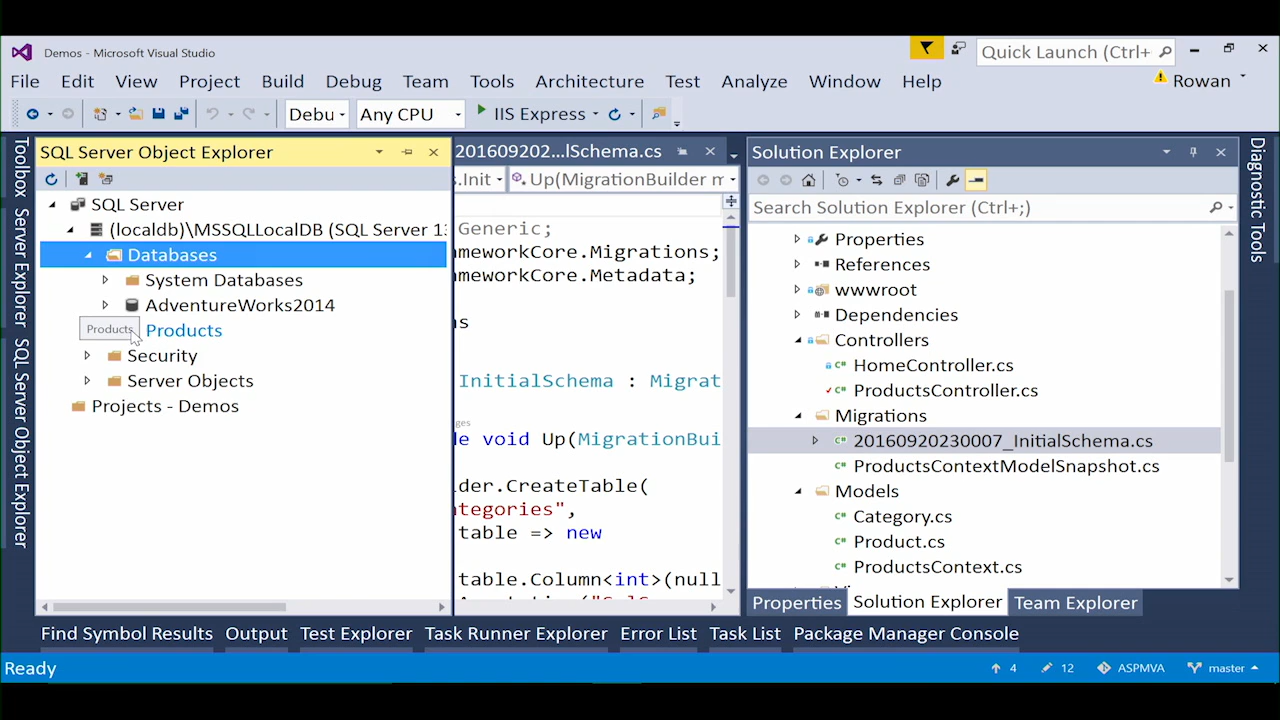 Demos - Microsoft Visual Studio
Quick Launch (Ctrl+
File Edit View Project Build Debug Team Tools Architecture Test Analyze Window Help
Rowan
Debu
Any CPU
IIS Express
Toolbox
Server Explorer
SQL Server Object Explorer
SQL Server Object Explorer
SQL Server
(localdb)\MSSQLLocalDB (SQL Server 13
Databases
System Databases
AdventureWorks2014
Products
Products
Security
Server Objects
Projects - Demos
201609202...lSchema.cs
s.Init
Up(MigrationBuilder m
Generic;
meworkCore.Migrations;
meworkCore.Metadata;
s
InitialSchema : Migrat
ges
de void Up(MigrationBui
lder.CreateTable(
ategories",
table => new
table.Column<int>(null
Solution Explorer
Search Solution Explorer (Ctrl+;)
Properties
References
wwwroot
Dependencies
Controllers
HomeController.cs
ProductsController.cs
Migrations
20160920230007_InitialSchema.cs
ProductsContextModelSnapshot.cs
Models
Category.cs
Product.cs
ProductsContext.cs
Properties
Solution Explorer
Team Explorer
Diagnostic Tools
Find Symbol Results Output Test Explorer Task Runner Explorer Error List Task List Package Manager Console
Ready
4
12
ASPMVA
master